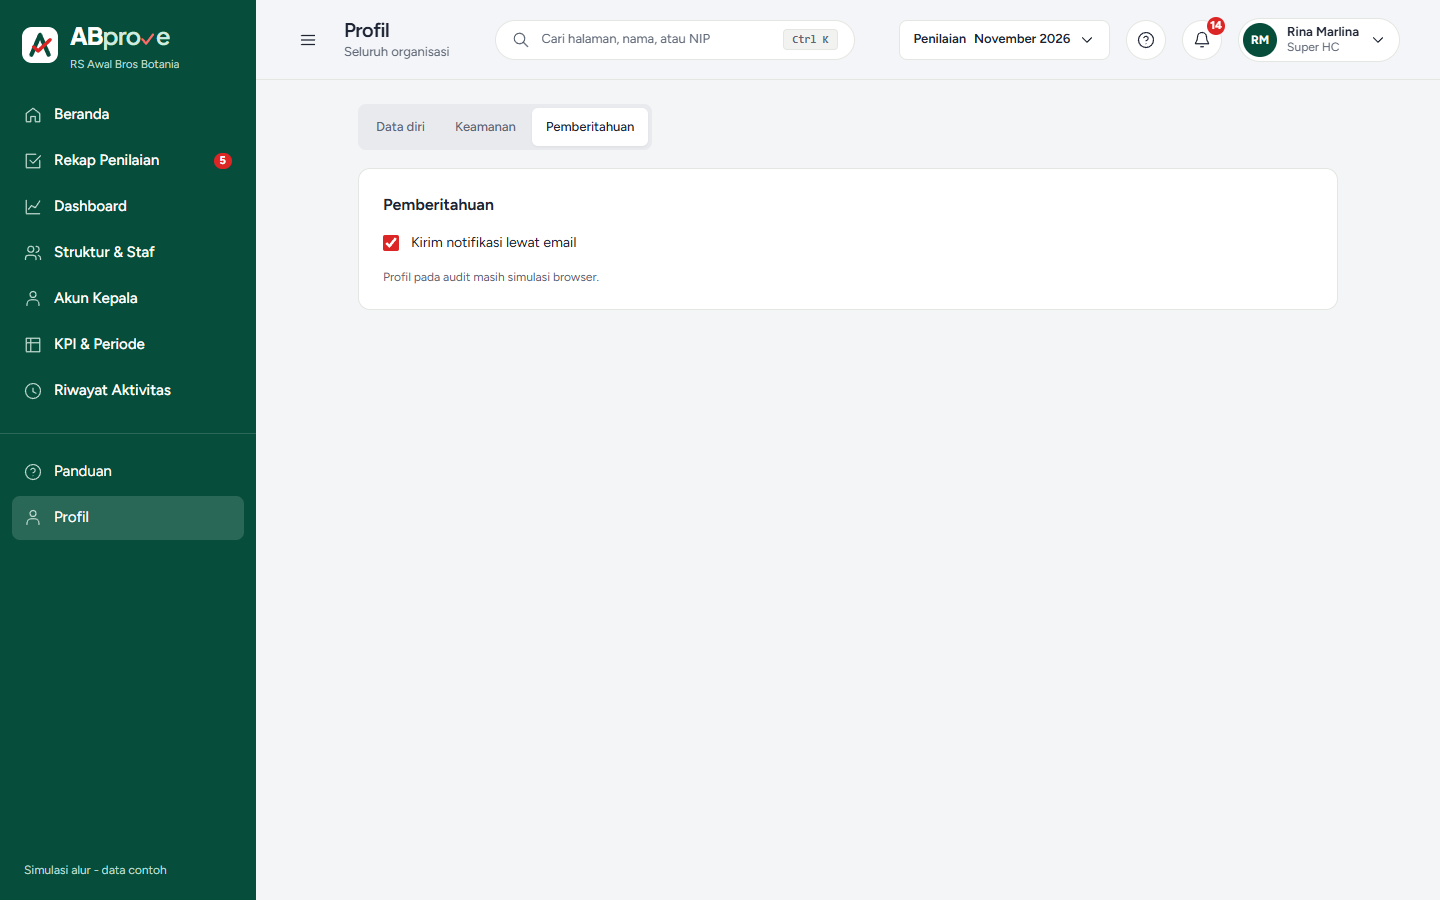 ABprove
RS Awal Bros Botania
Beranda
Rekap Penilaian 5
Dashboard
Struktur & Staf
Akun Kepala
KPI & Periode
Riwayat Aktivitas
Panduan
Profil
Simulasi alur - data contoh
Profil
Seluruh organisasi
Cari halaman, nama, atau NIP Ctrl K
Penilaian November 2026
14
RM
Rina Marlina
Super HC
Data diri Keamanan Pemberitahuan
Pemberitahuan
Kirim notifikasi lewat email
Profil pada audit masih simulasi browser.